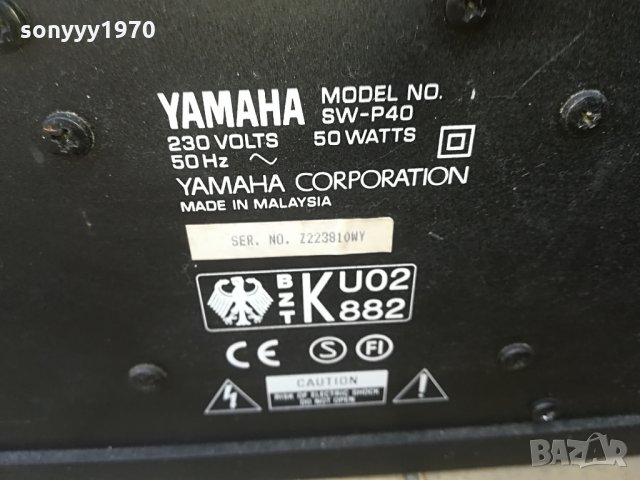 sonyyy1970
YAMAHA MODEL NO. SW-P40
230 VOLTS 50 WATTS
50 Hz ~
YAMAHA CORPORATION
MADE IN MALAYSIA
SER. NO. Z223810WY
BZT K U02 882
CE S FI
CAUTION
RISK OF ELECTRIC SHOCK
DO NOT OPEN
!
BAZAR